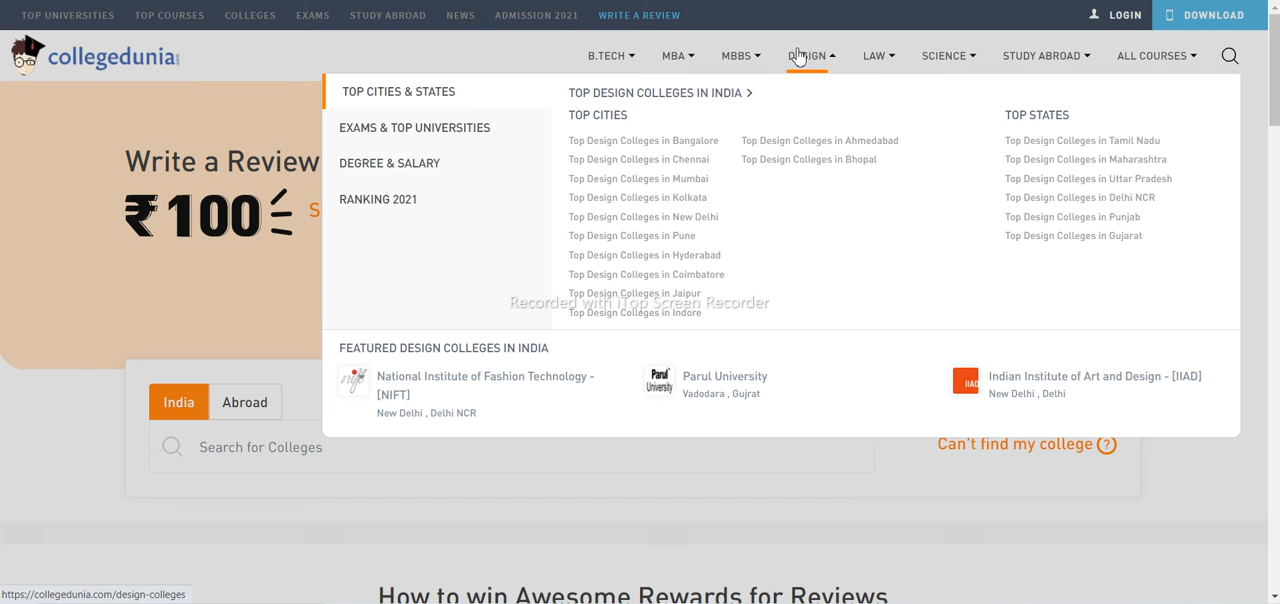 TOP UNIVERSITIES TOP COURSES COLLEGES EXAMS STUDY ABROAD NEWS ADMISSION 2021 WRITE A REVIEW LOGIN DOWNLOAD
collegedunia
B.TECH MBA MBBS DESIGN LAW SCIENCE STUDY ABROAD ALL COURSES
TOP CITIES & STATES
EXAMS & TOP UNIVERSITIES
DEGREE & SALARY
RANKING 2021
TOP DESIGN COLLEGES IN INDIA >
TOP CITIES
Top Design Colleges in Bangalore
Top Design Colleges in Chennai
Top Design Colleges in Mumbai
Top Design Colleges in Kolkata
Top Design Colleges in New Delhi
Top Design Colleges in Pune
Top Design Colleges in Hyderabad
Top Design Colleges in Coimbatore
Top Design Colleges in Jaipur
Top Design Colleges in Indore
Top Design Colleges in Ahmedabad
Top Design Colleges in Bhopal
TOP STATES
Top Design Colleges in Tamil Nadu
Top Design Colleges in Maharashtra
Top Design Colleges in Uttar Pradesh
Top Design Colleges in Delhi NCR
Top Design Colleges in Punjab
Top Design Colleges in Gujarat
Recorded with iTop Screen Recorder
FEATURED DESIGN COLLEGES IN INDIA
nift
National Institute of Fashion Technology -
[NIFT]
New Delhi , Delhi NCR
Parul
University
Parul University
Vadodara , Gujrat
IIAD
Indian Institute of Art and Design - [IIAD]
New Delhi , Delhi
Write a Review
₹100
India Abroad
Search for Colleges
Can't find my college ?
How to win Awesome Rewards for Reviews
https://collegedunia.com/design-colleges